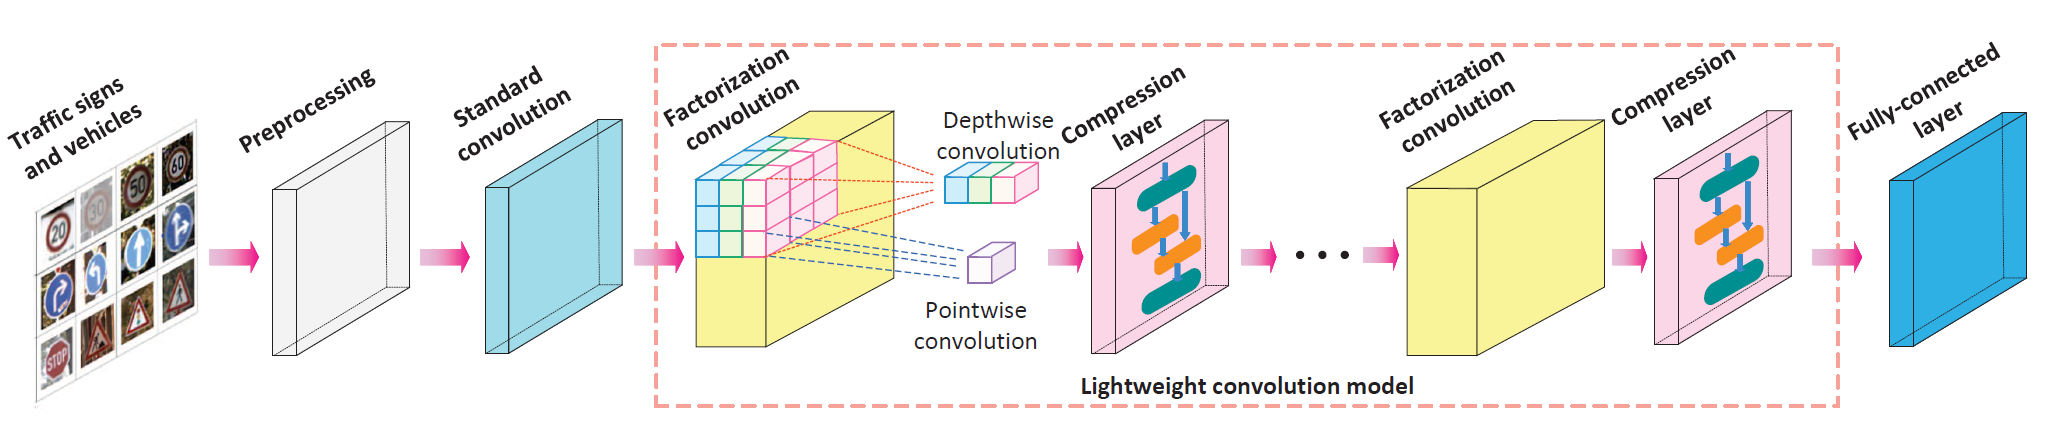 Traffic signs
and vehicles
20
30
50
60
STOP
Preprocessing
Standard
convolution
Factorization
convolution
Depthwise
convolution
Pointwise
convolution
Compression
layer
• • •
Factorization
convolution
Compression
layer
Lightweight convolution model
Fully-connected
layer